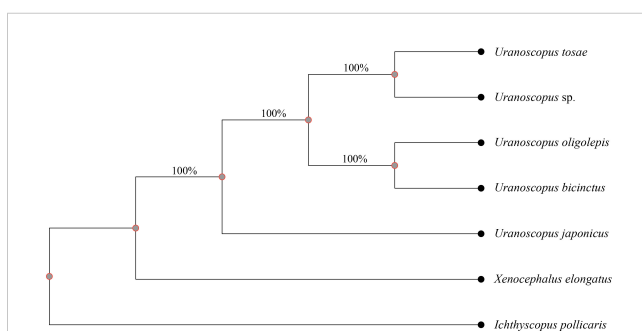 100%
Uranoscopus tosae
Uranoscopus sp.
100%
100%
Uranoscopus oligolepis
100%
Uranoscopus bicinctus
Uranoscopus japonicus
Xenocephalus elongatus
Ichthyscopus pollicaris